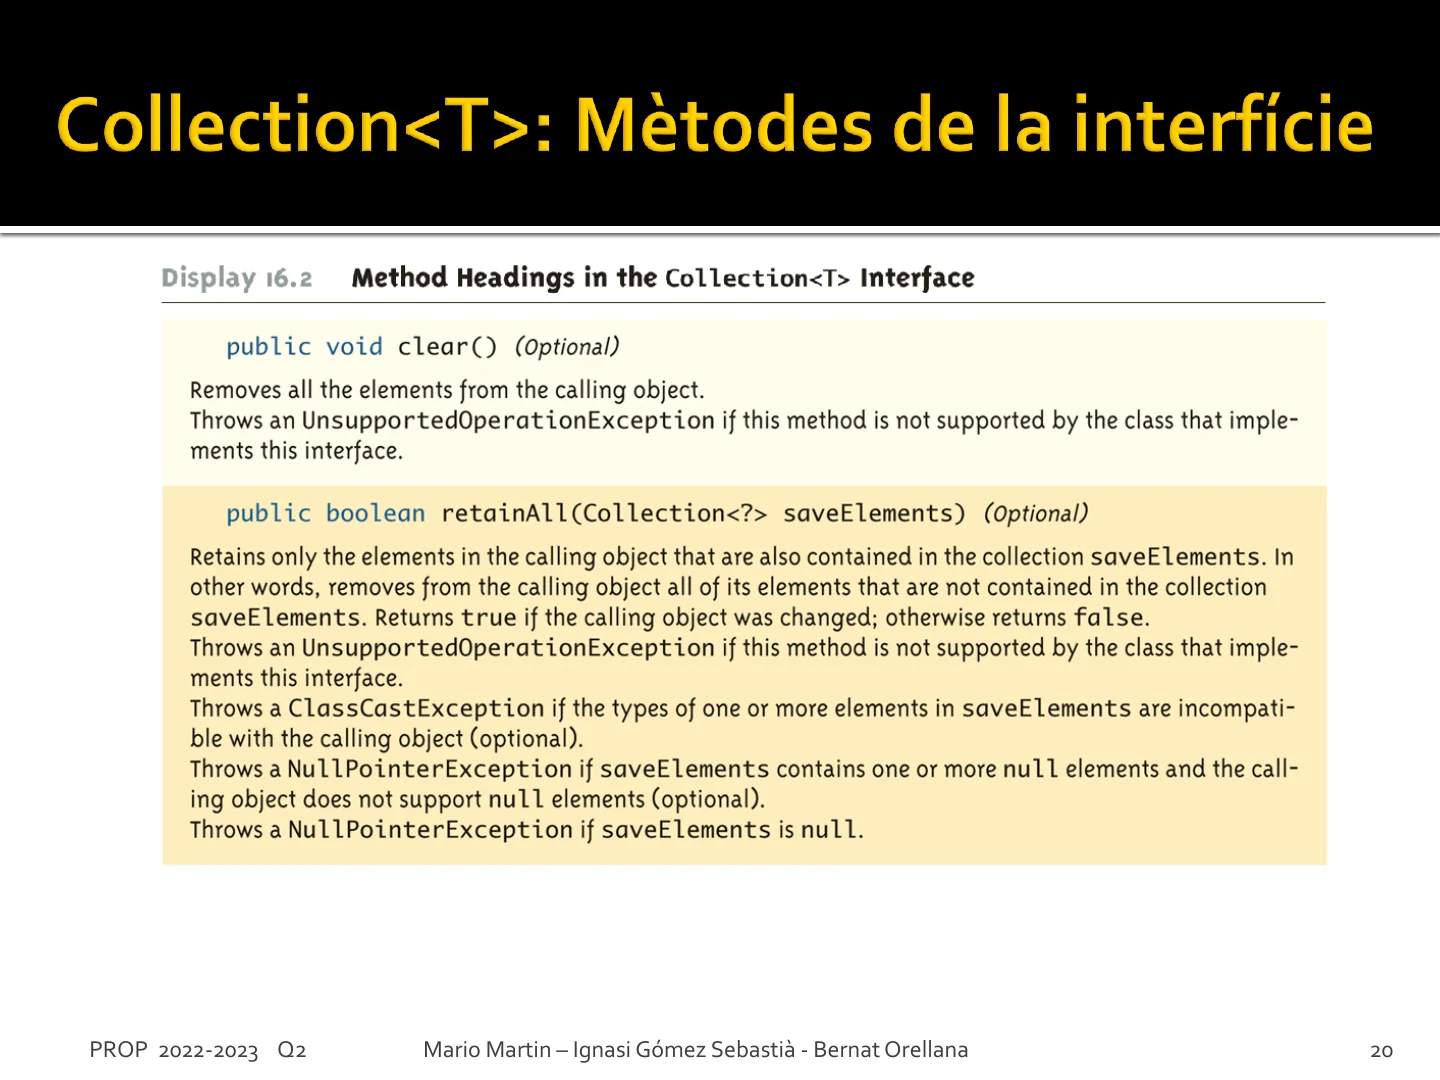 Collection<T>: Mètodes de la interfície
Display 16.2 Method Headings in the Collection<T> Interface
public void clear() (Optional)
Removes all the elements from the calling object.
Throws an UnsupportedOperationException if this method is not supported by the class that imple-
ments this interface.
public boolean retainAll(Collection<?> saveElements) (Optional)
Retains only the elements in the calling object that are also contained in the collection saveElements. In
other words, removes from the calling object all of its elements that are not contained in the collection
saveElements. Returns true if the calling object was changed; otherwise returns false.
Throws an UnsupportedOperationException if this method is not supported by the class that imple-
ments this interface.
Throws a ClassCastException if the types of one or more elements in saveElements are incompati-
ble with the calling object (optional).
Throws a NullPointerException if saveElements contains one or more null elements and the call-
ing object does not support null elements (optional).
Throws a NullPointerException if saveElements is null.
PROP 2022-2023 Q2 Mario Martin – Ignasi Gómez Sebastià - Bernat Orellana 20